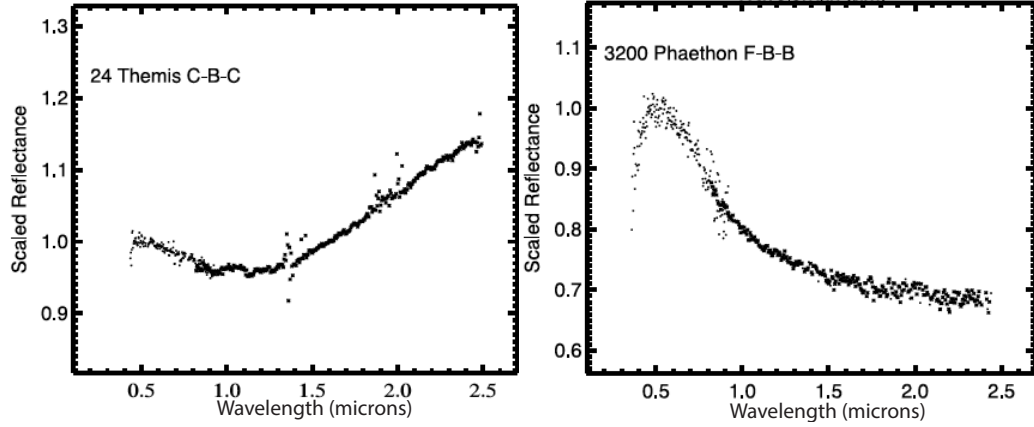 24 Themis C-B-C
Scaled Reflectance
1.3
1.2
1.1
1.0
0.9
0.5 1.0 1.5 2.0 2.5
Wavelength (microns)
3200 Phaethon F-B-B
Scaled Reflectance
1.1
1.0
0.9
0.8
0.7
0.6
0.5 1.0 1.5 2.0 2.5
Wavelength (microns)